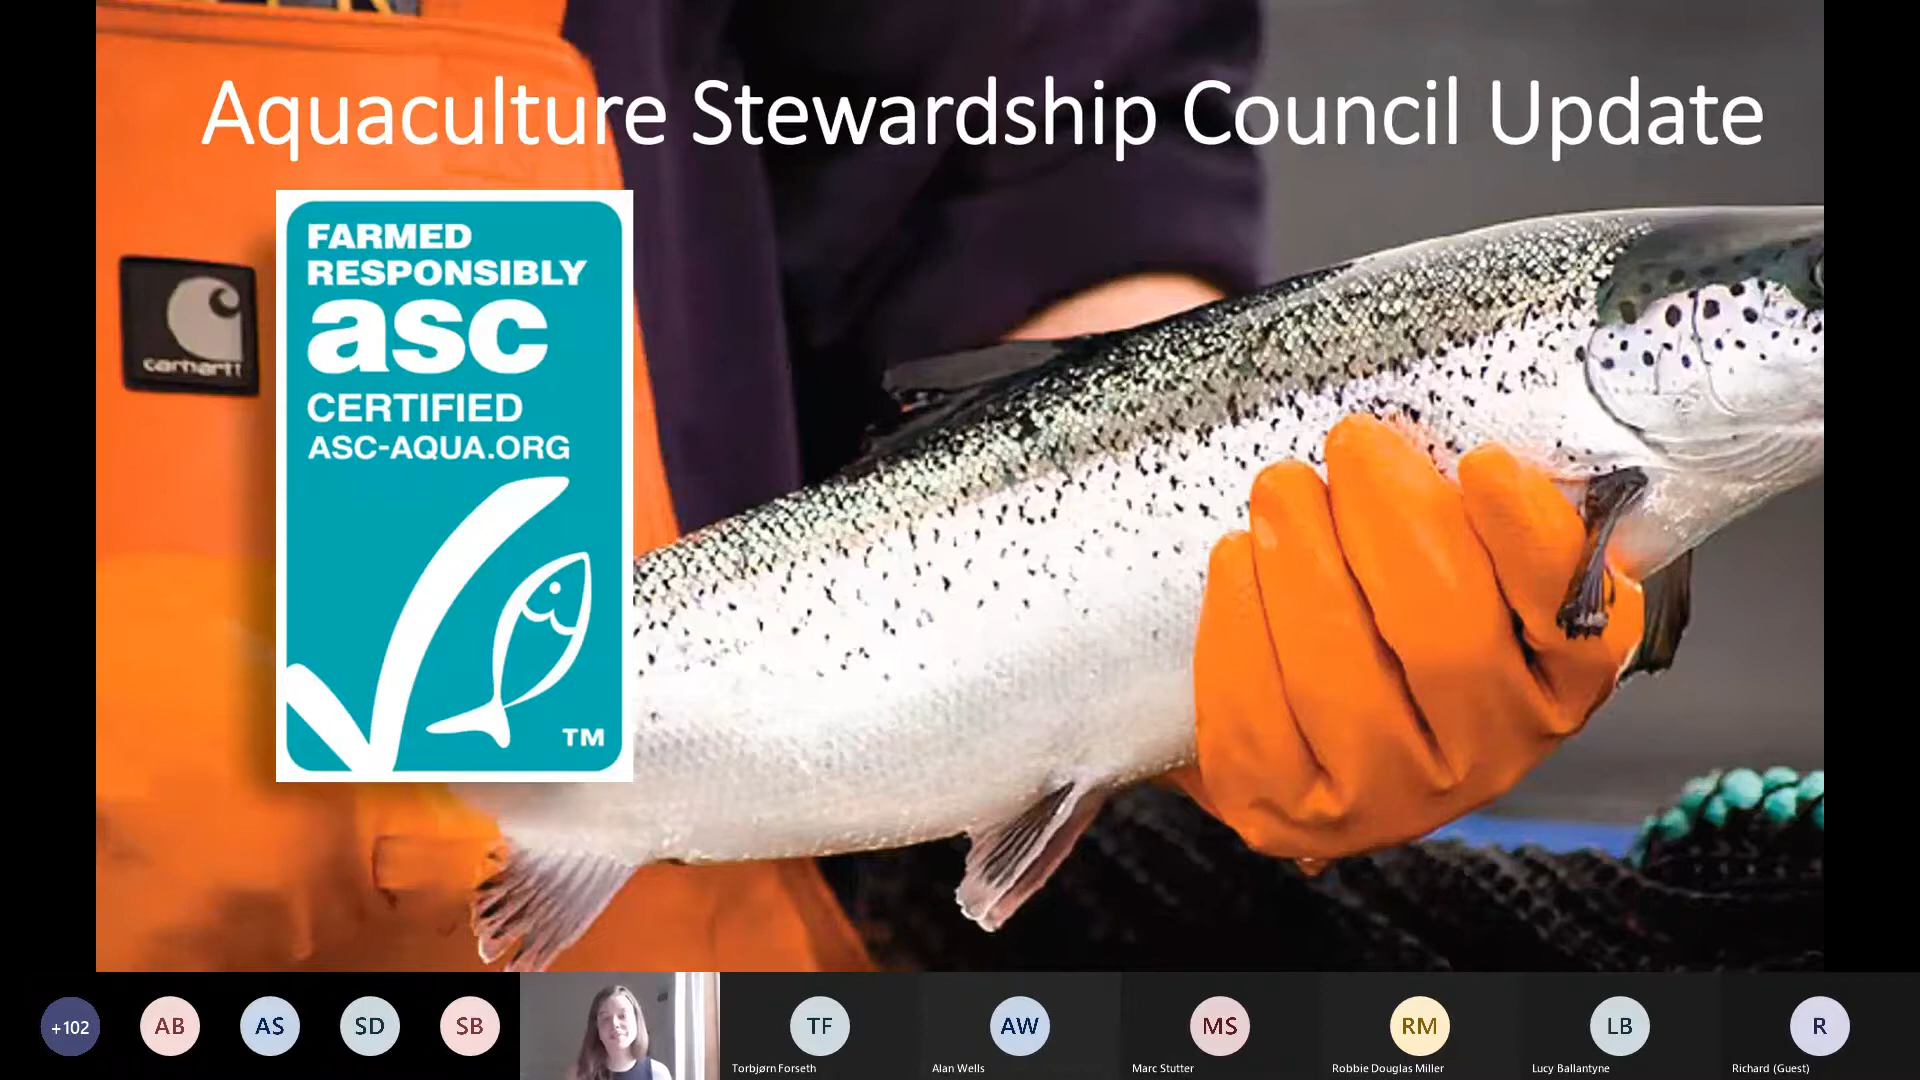 Aquaculture Stewardship Council Update
carhartt
FARMED
RESPONSIBLY
asc
CERTIFIED
ASC-AQUA.ORG
TM
+102
AB
AS
SD
SB
TF
Torbjørn Forseth
AW
Alan Wells
MS
Marc Stutter
RM
Robbie Douglas Miller
LB
Lucy Ballantyne
R
Richard (Guest)